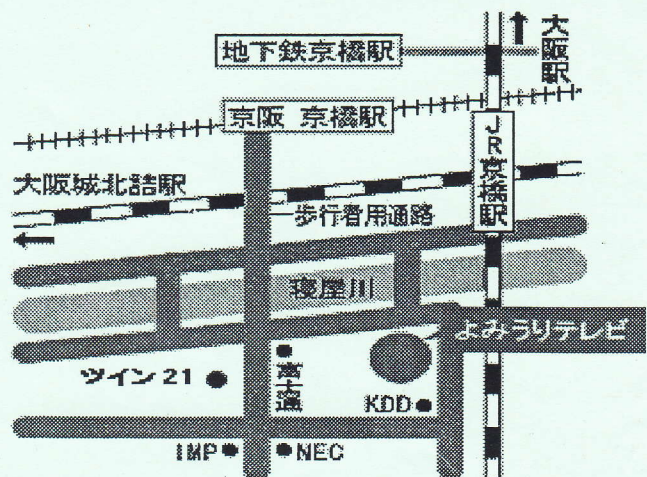 大阪駅
地下鉄京橋駅
京阪 京橋駅
JR京橋駅
大阪城北詰駅
歩行者用通路
寝屋川
よみうりテレビ
ツイン21
富士通
KDD
IMP
NEC